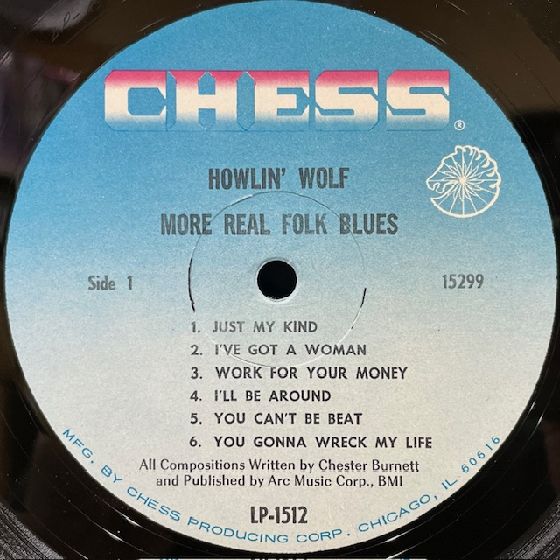 CHESS®
HOWLIN' WOLF
MORE REAL FOLK BLUES
Side 1 15299
1. JUST MY KIND
2. I'VE GOT A WOMAN
3. WORK FOR YOUR MONEY
4. I'LL BE AROUND
5. YOU CAN'T BE BEAT
6. YOU GONNA WRECK MY LIFE
All Compositions Written by Chester Burnett
and Published by Arc Music Corp., BMI
LP-1512
MFG. BY CHESS PRODUCING CORP. CHICAGO, IL 60616